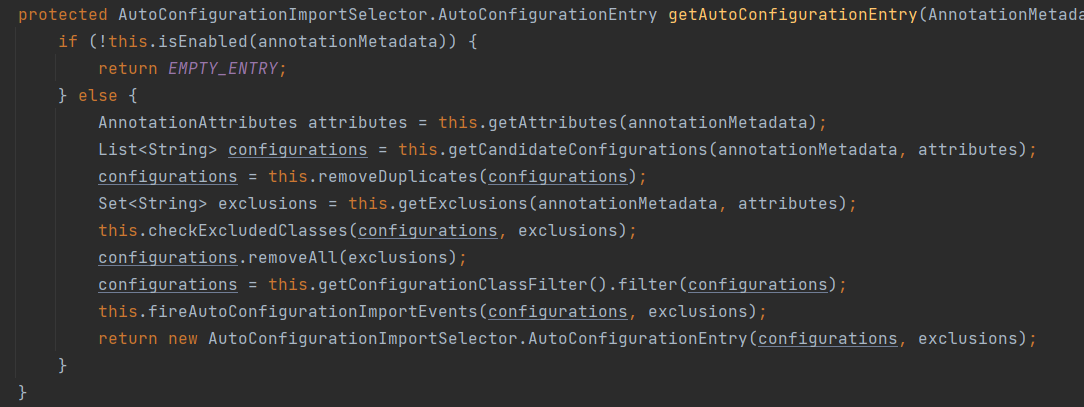 protected AutoConfigurationImportSelector.AutoConfigurationEntry getAutoConfigurationEntry(
if (!this.isEnabled(annotationMetadata)) {
return EMPTY_ENTRY;
} else {
AnnotationAttributes attributes = this.getAttributes(annotationMetadata);
List<String> configurations = this.getCandidateConfigurations(annotationMetadata, attributes);
configurations = this.removeDuplicates(configurations);
Set<String> exclusions = this.getExclusions(annotationMetadata, attributes);
this.checkExcludedClasses(configurations, exclusions);
configurations.removeAll(exclusions);
configurations = this.getConfigurationClassFilter().filter(configurations);
this.fireAutoConfigurationImportEvents(configurations, exclusions);
return new AutoConfigurationImportSelector.AutoConfigurationEntry(configurations, exclusions);
}
}